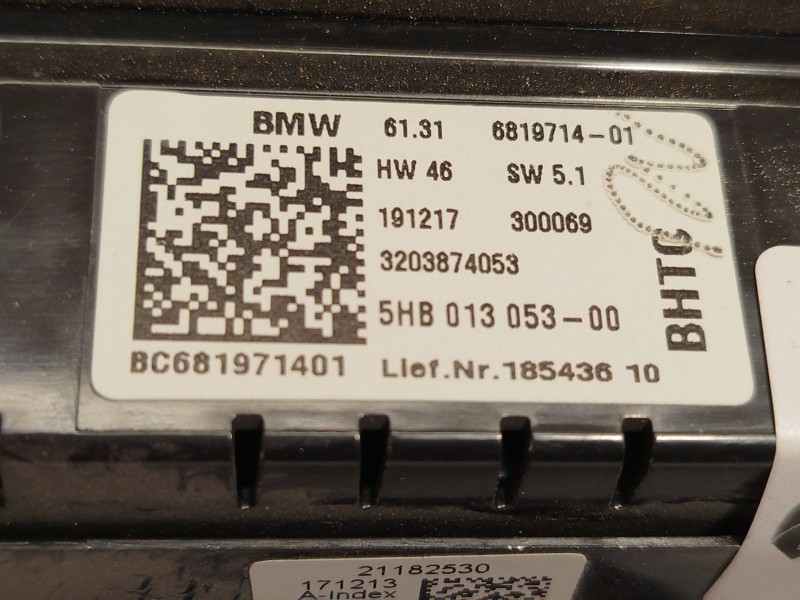 BMW 61.31 6819714-01
HW 46 SW 5.1
191217 300069
3203874053
5HB 013 053-00
BC681971401 Lief.Nr.185436 10
BHTC
21182530
171213
A-Index